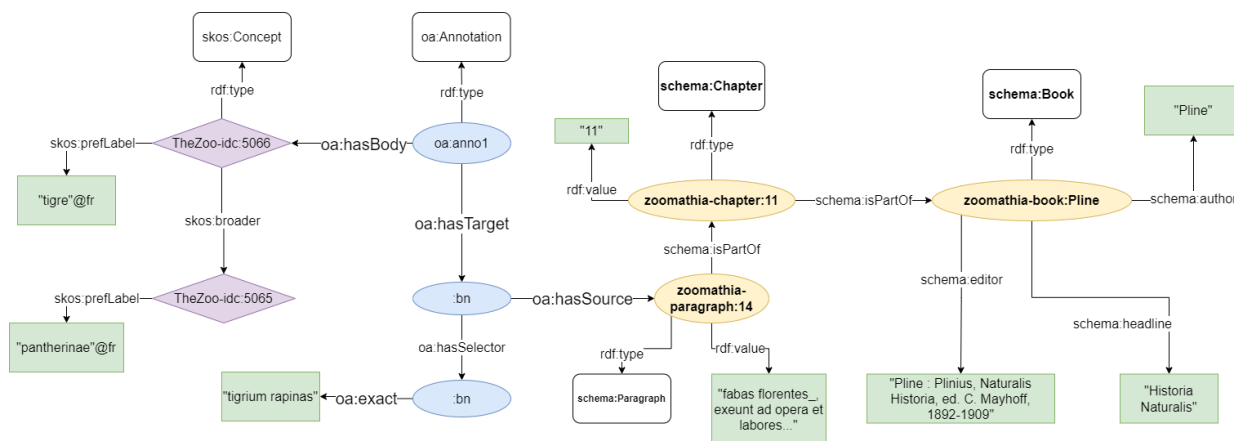 skos:Concept
oa:Annotation
schema:Chapter
schema:Book
"Pline"
rdf:type
rdf:type
rdf:type
rdf:type
"11"
skos:prefLabel
TheZoo-idc:5066
oa:hasBody
oa:anno1
rdf:value
"tigre"@fr
zoomathia-chapter:11
schema:isPartOf
zoomathia-book:Pline
schema:author
skos:broader
oa:hasTarget
schema:isPartOf
schema:editor
skos:prefLabel
TheZoo-idc:5065
:bn
oa:hasSource
zoomathia-
paragraph:14
schema:headline
"pantherinae"@fr
oa:hasSelector
rdf:type
rdf:value
"tigrium rapinas"
oa:exact
:bn
schema:Paragraph
"fabas florentes_,
exeunt ad opera et
labores..."
"Pline : Plinius, Naturalis
Historia, ed. C. Mayhoff,
1892-1909"
"Historia
Naturalis"